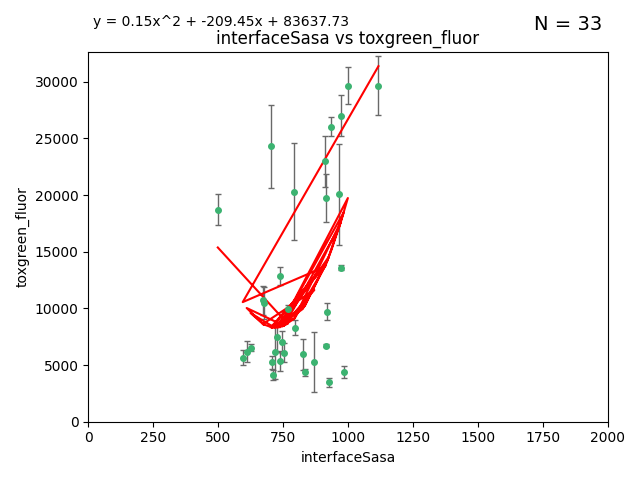 y = 0.15x^2 + -209.45x + 83637.73
N = 33
interfaceSasa vs toxgreen_fluor
30000
25000
20000
15000
10000
5000
0
toxgreen_fluor
0 250 500 750 1000 1250 1500 1750 2000
interfaceSasa